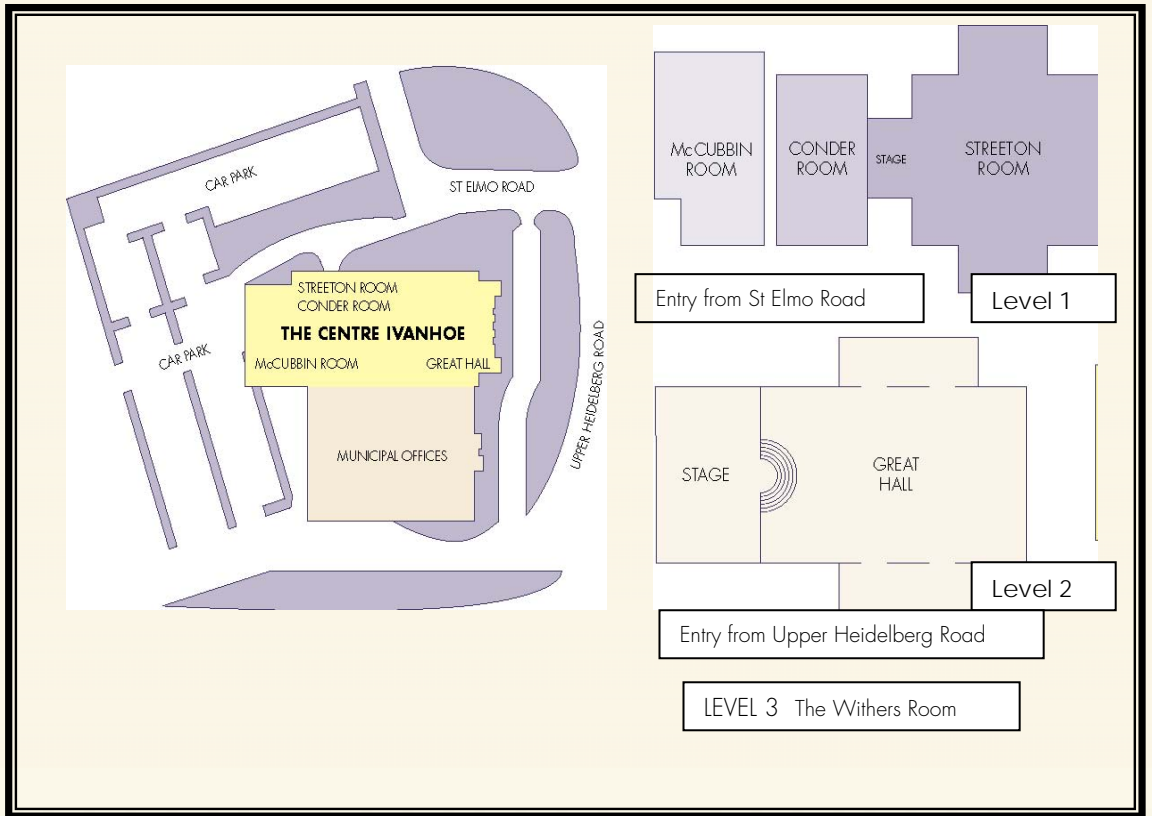 CAR PARK
ST ELMO ROAD
STREETON ROOM
CONDER ROOM
THE CENTRE IVANHOE
McCUBBIN ROOM
GREAT HALL
CAR PARK
UPPER HEIDELBERG ROAD
MUNICIPAL OFFICES
McCUBBIN
ROOM
CONDER
ROOM
STAGE
STREETON
ROOM
Entry from St Elmo Road
Level 1
STAGE
GREAT
HALL
Level 2
Entry from Upper Heidelberg Road
LEVEL 3 The Withers Room